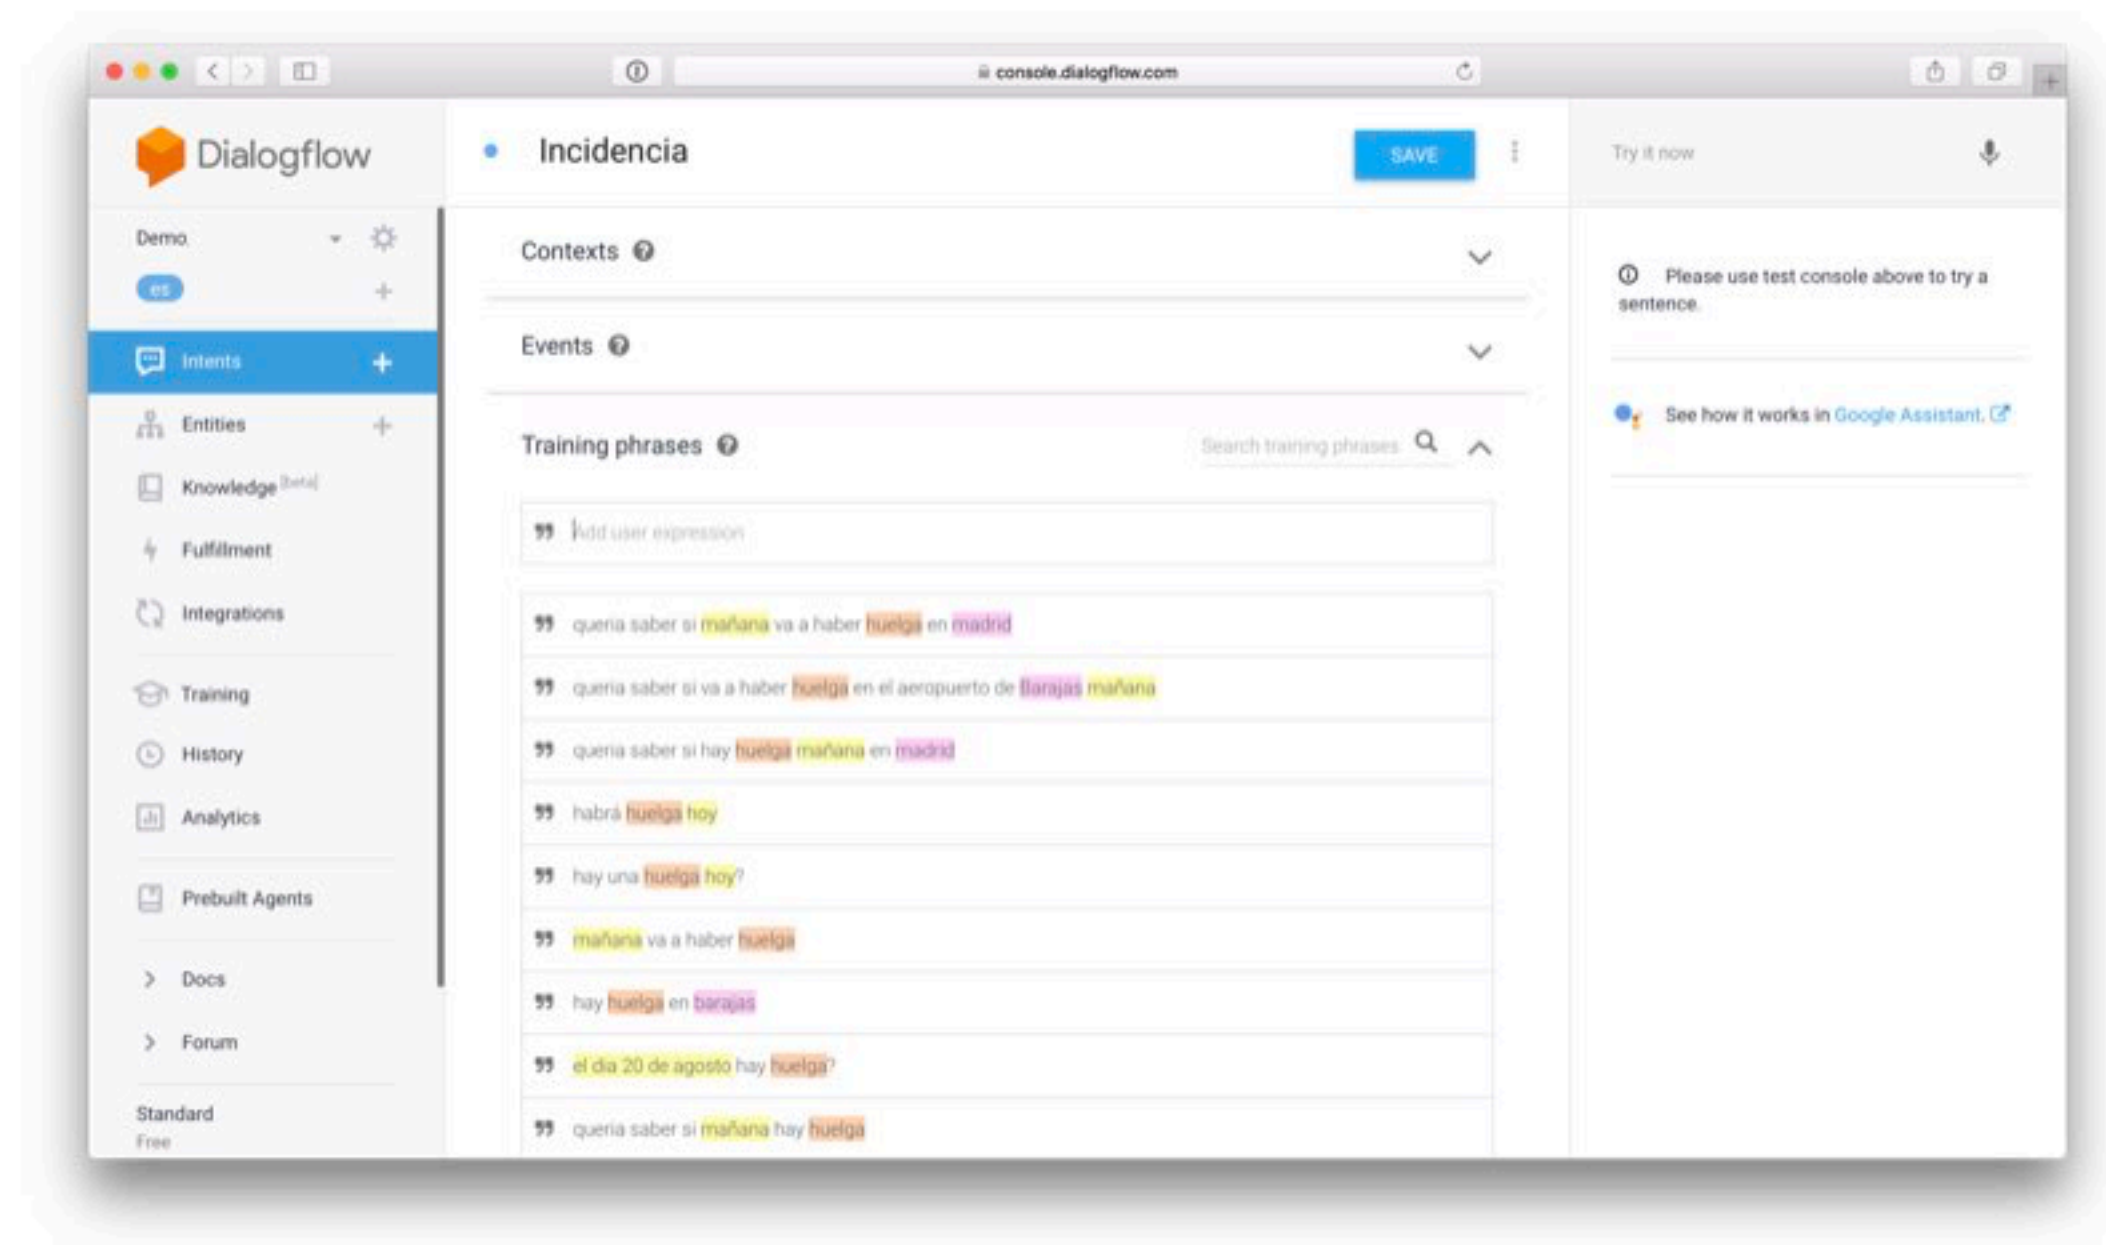 console.dialogflow.com
Dialogflow
Incidencia
SAVE
Try it now
Demo
es
Contexts
Please use test console above to try a
sentence.
Events
Intents
See how it works in Google Assistant.
Entities
Training phrases
Search training phrases
Knowledge [beta]
Add user expression
Fulfillment
Integrations
queria saber si mañana va a haber huelga en madrid
queria saber si va a haber huelga en el aeropuerto de Barajas mañana
Training
queria saber si hay huelga mañana en madrid
History
habrá huelga hoy
Analytics
hay una huelga hoy?
Prebuilt Agents
mañana va a haber huelga
Docs
hay huelga en barajas
Forum
el dia 20 de agosto hay huelga?
Standard
Free
queria saber si mañana hay huelga